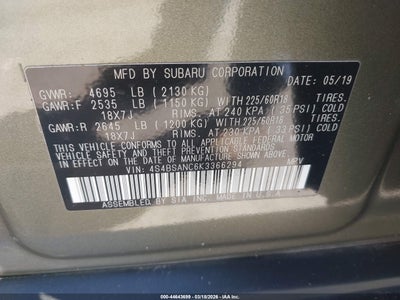 MFD BY SUBARU CORPORATION DATE: 05/19
GVWR: 4695 LB ( 2130 KG)
GAWR:F 2535 LB ( 1150 KG) WITH 225/60R18 TIRES.
18X7J RIMS. AT 240 KPA ( 35 PSI) COLD
GAWR:R 2645 LB ( 1200 KG) WITH 225/60R18 TIRES.
18X7J RIMS. AT 230 KPA ( 33 PSI) COLD
THIS VEHICLE CONFORMS TO ALL APPLICABLE FEDERAL MOTOR
VEHICLE SAFETY, BUMPER, AND THEFT PREVENTION STANDARDS
IN EFFECT ON THE DATE OF MANUFACTURE SHOWN ABOVE.
VIN: 4S4BSANC6K3366294 MPV
ASSEMBLED BY SIA INC. MADE IN U.S.A.
000-44643699 - 03/18/2026 -